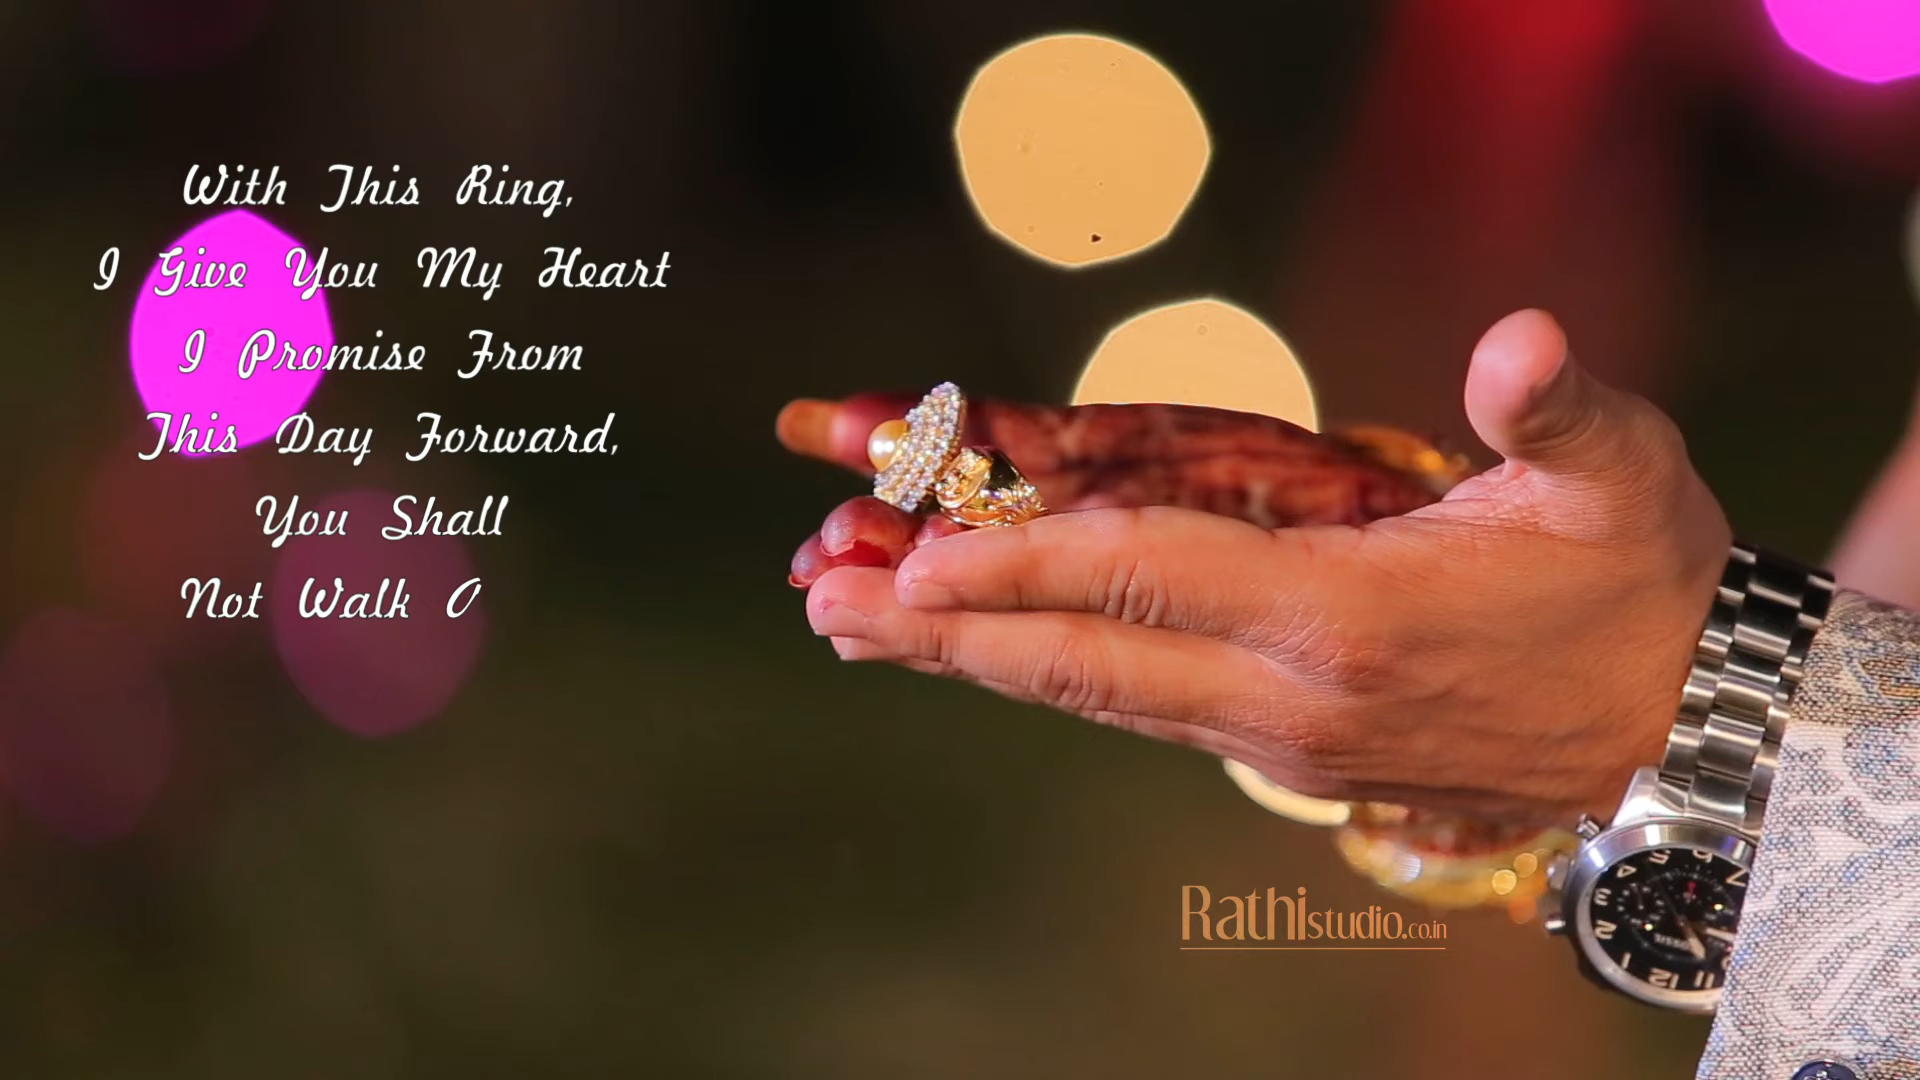 With This Ring,
I Give You My Heart
I Promise From
This Day Forward,
You Shall
Not Walk O
Rathistudio.co.in
FOSSIL